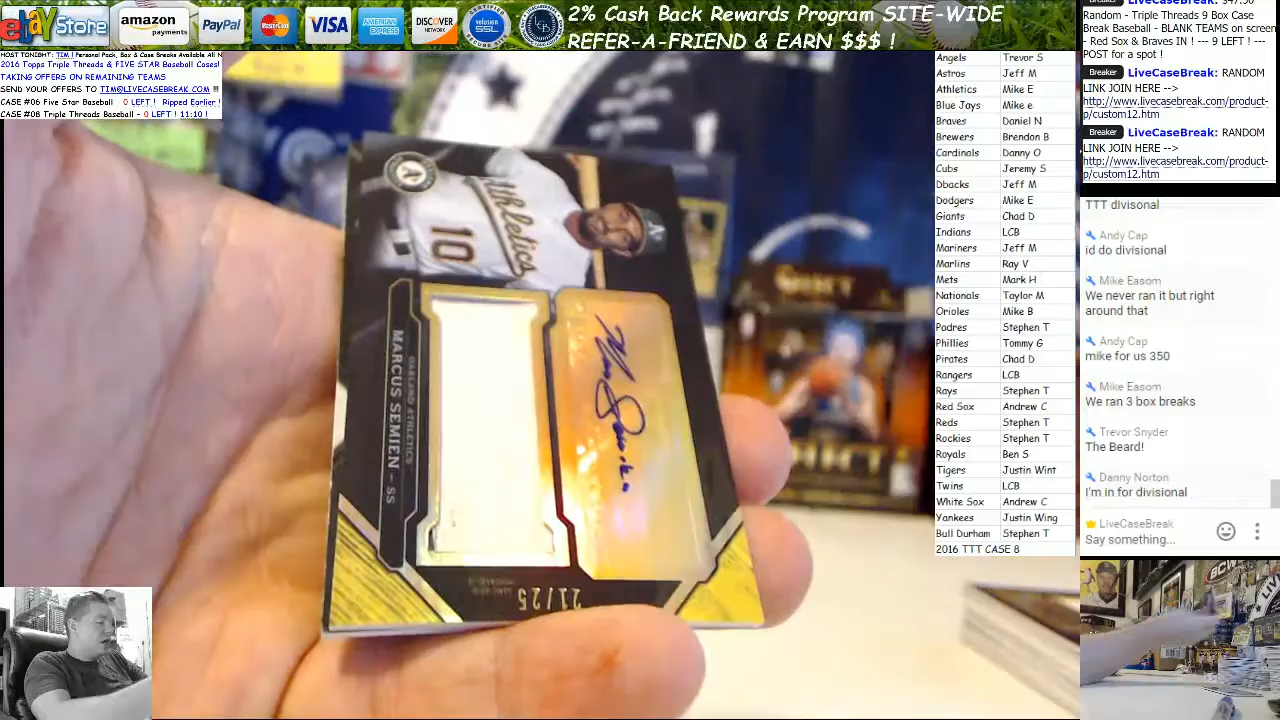 ebay Store
amazon payments
PayPal
MasterCard
VISA
AMERICAN EXPRESS
DISCOVER NETWORK
SSL
2% Cash Back Rewards Program SITE-WIDE
REFER-A-FRIEND & EARN $$$ !
2016 Topps Triple Threads & FIVE STAR Baseball Cases!
TAKING OFFERS ON REMAINING TEAMS
SEND YOUR OFFERS TO TIM@LIVECASEBREAK.COM !!!
CASE #06 Five Star Baseball 0 LEFT ! Ripped Earlier !
CASE #08 Triple Threads Baseball - 0 LEFT ! 11:10 !
Athletics
10
OAKLAND ATHLETICS
MARCUS SEMIEN - SS
21/25
Angels Trevor S
Astros Jeff M
Athletics Mike E
Blue Jays Mike e
Braves Daniel N
Brewers Brendon B
Cardinals Danny O
Cubs Jeremy S
Dbacks Jeff M
Dodgers Mike E
Giants Chad D
Indians LCB
Mariners Jeff M
Marlins Ray V
Mets Mark H
Nationals Taylor M
Orioles Mike B
Padres Stephen T
Phillies Tommy G
Pirates Chad D
Rangers LCB
Rays Stephen T
Red Sox Andrew C
Reds Stephen T
Rockies Stephen T
Royals Ben S
Tigers Justin Wint
Twins LCB
White Sox Andrew C
Yankees Justin Wing
Bull Durham Stephen T
2016 TTT CASE 8
Random - Triple Threads 9 Box Case
Break Baseball - BLANK TEAMS on screen
- Red Sox & Braves IN ! --- 9 LEFT ! ---
POST for a spot !
Breaker LiveCaseBreak: RANDOM
LINK JOIN HERE -->
http://www.livecasebreak.com/product-
p/custom12.htm
Breaker LiveCaseBreak: RANDOM
LINK JOIN HERE -->
http://www.livecasebreak.com/product-
p/custom12.htm
TTT divisonal
Andy Cap
id do divisional
Mike Easom
We never ran it but right
around that
Andy Cap
mike for us 350
Mike Easom
We ran 3 box breaks
Trevor Snyder
The Beard!
Danny Norton
I'm in for divisional
LiveCaseBreak
Say something...